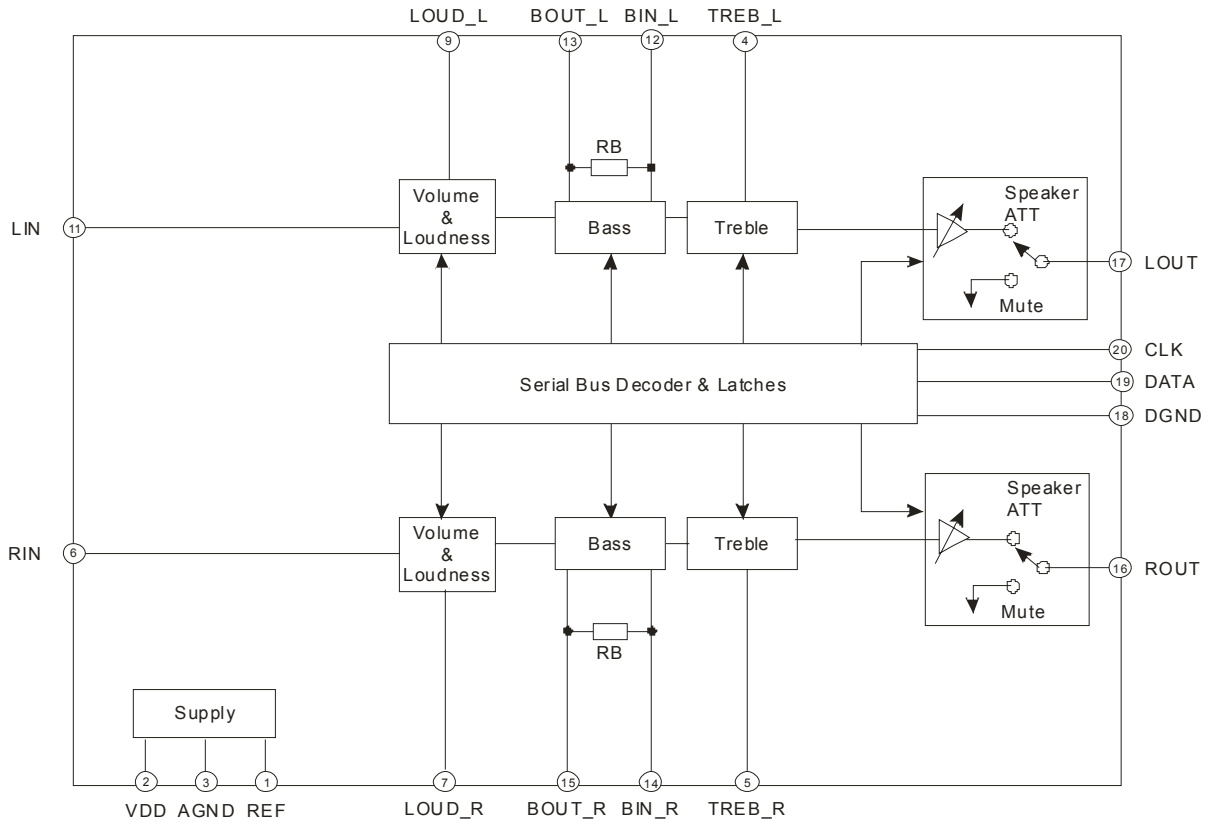 LOUD_L BOUT_L BIN_L TREB_L
9 13 12 4
RB
Volume
&
Loudness
Bass
Treble
Speaker
ATT
Mute
LIN 11
17 LOUT
20 CLK
Serial Bus Decoder & Latches
19 DATA
18 DGND
Speaker
ATT
Mute
Volume
&
Loudness
Bass
Treble
RIN 6
16 ROUT
RB
Supply
2 3 1 7 15 14 5
VDD AGND REF LOUD_R BOUT_R BIN_R TREB_R